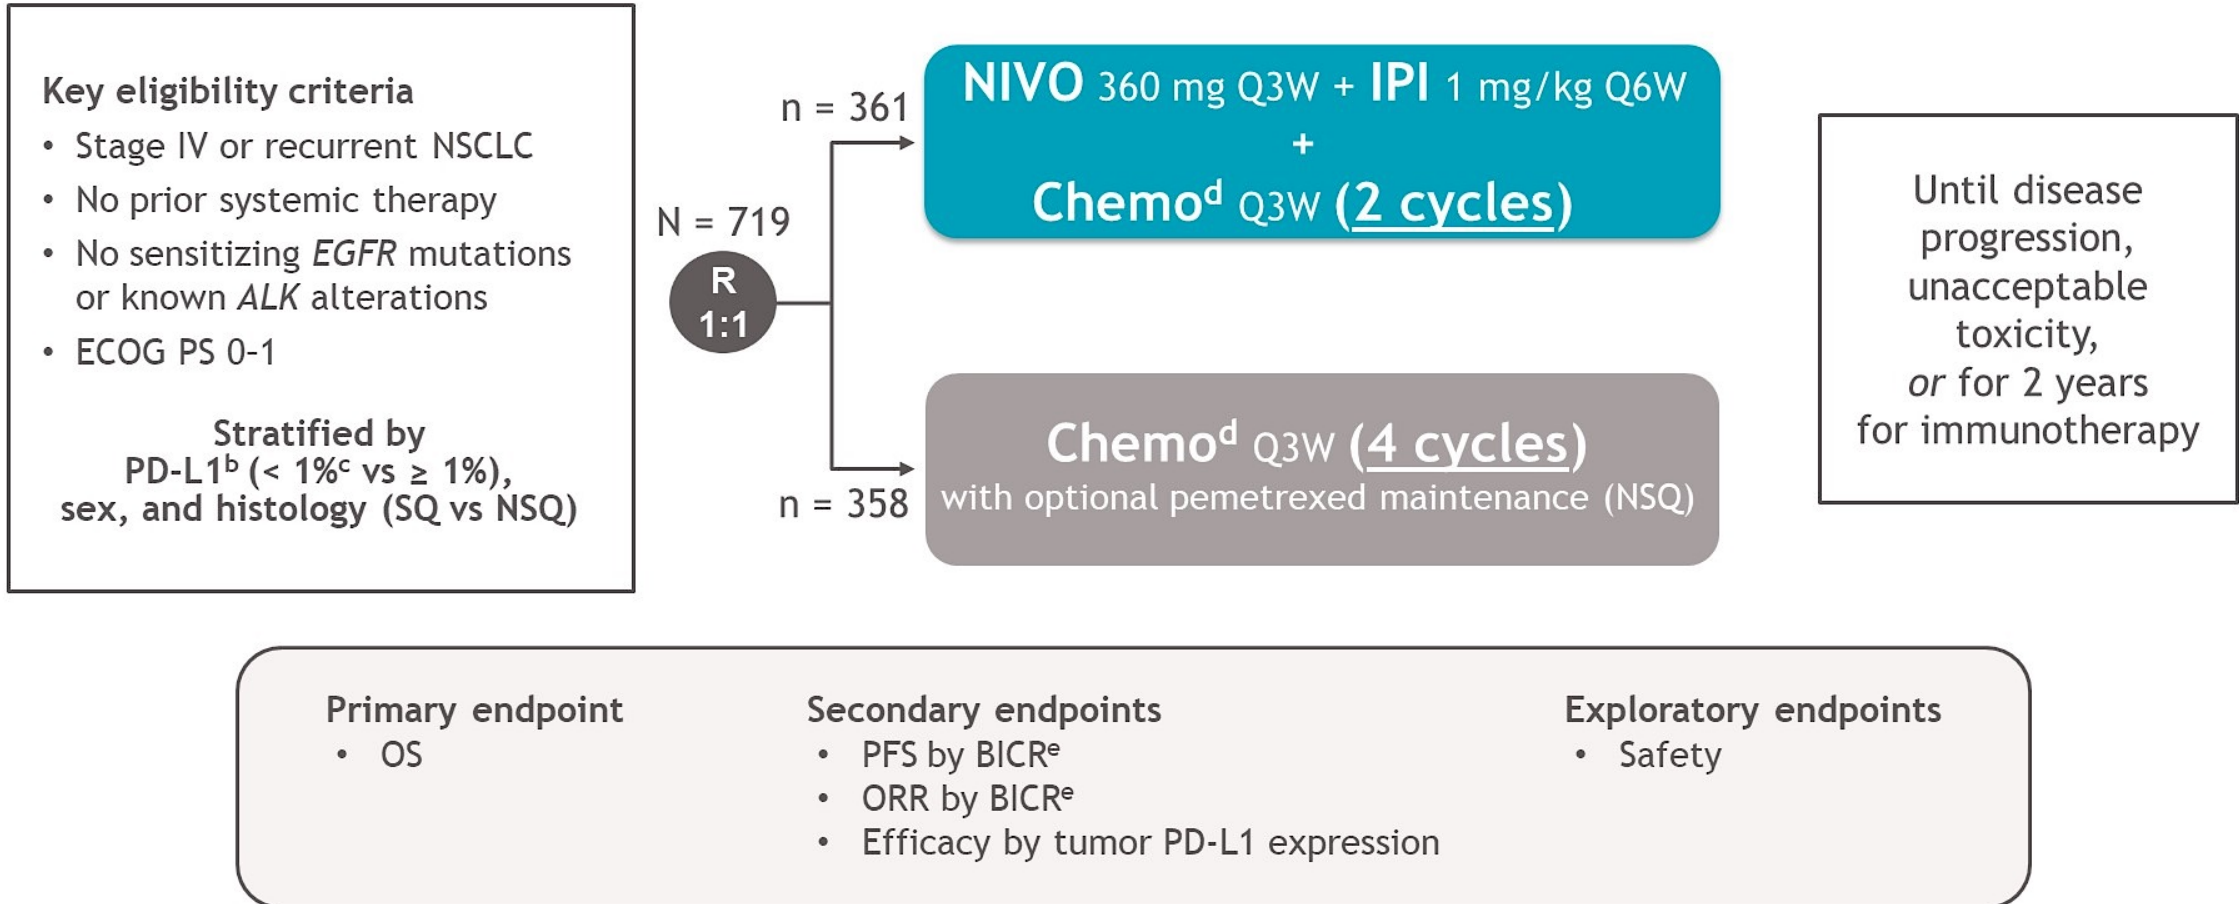 Key eligibility criteria
• Stage IV or recurrent NSCLC
• No prior systemic therapy
• No sensitizing EGFR mutations
or known ALK alterations
• ECOG PS 0–1
Stratified by
PD-L1ᵇ (< 1%ᶜ vs ≥ 1%),
sex, and histology (SQ vs NSQ)
N = 719
R
1:1
n = 361
NIVO 360 mg Q3W + IPI 1 mg/kg Q6W
+
Chemoᵈ Q3W (2 cycles)
n = 358
Chemoᵈ Q3W (4 cycles)
with optional pemetrexed maintenance (NSQ)
Until disease
progression,
unacceptable
toxicity,
or for 2 years
for immunotherapy
Primary endpoint
• OS
Secondary endpoints
• PFS by BICRᵉ
• ORR by BICRᵉ
• Efficacy by tumor PD-L1 expression
Exploratory endpoints
• Safety